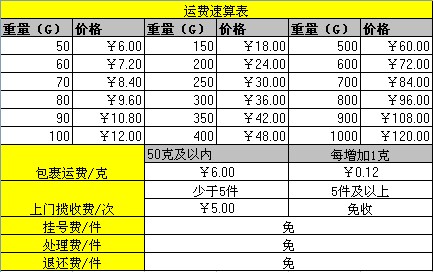 运费速算表
重量（G） 价格 重量（G） 价格 重量（G） 价格
50 ￥6.00 150 ￥18.00 500 ￥60.00
60 ￥7.20 200 ￥24.00 600 ￥72.00
70 ￥8.40 250 ￥30.00 700 ￥84.00
80 ￥9.60 300 ￥36.00 800 ￥96.00
90 ￥10.80 350 ￥42.00 900 ￥108.00
100 ￥12.00 400 ￥48.00 1000 ￥120.00
50克及以内 每增加1克
包裹运费/克 ￥6.00 ￥0.12
少于5件 5件及以上
上门揽收费/次 ￥5.00 免收
挂号费/件 免
处理费/件 免
退还费/件 免